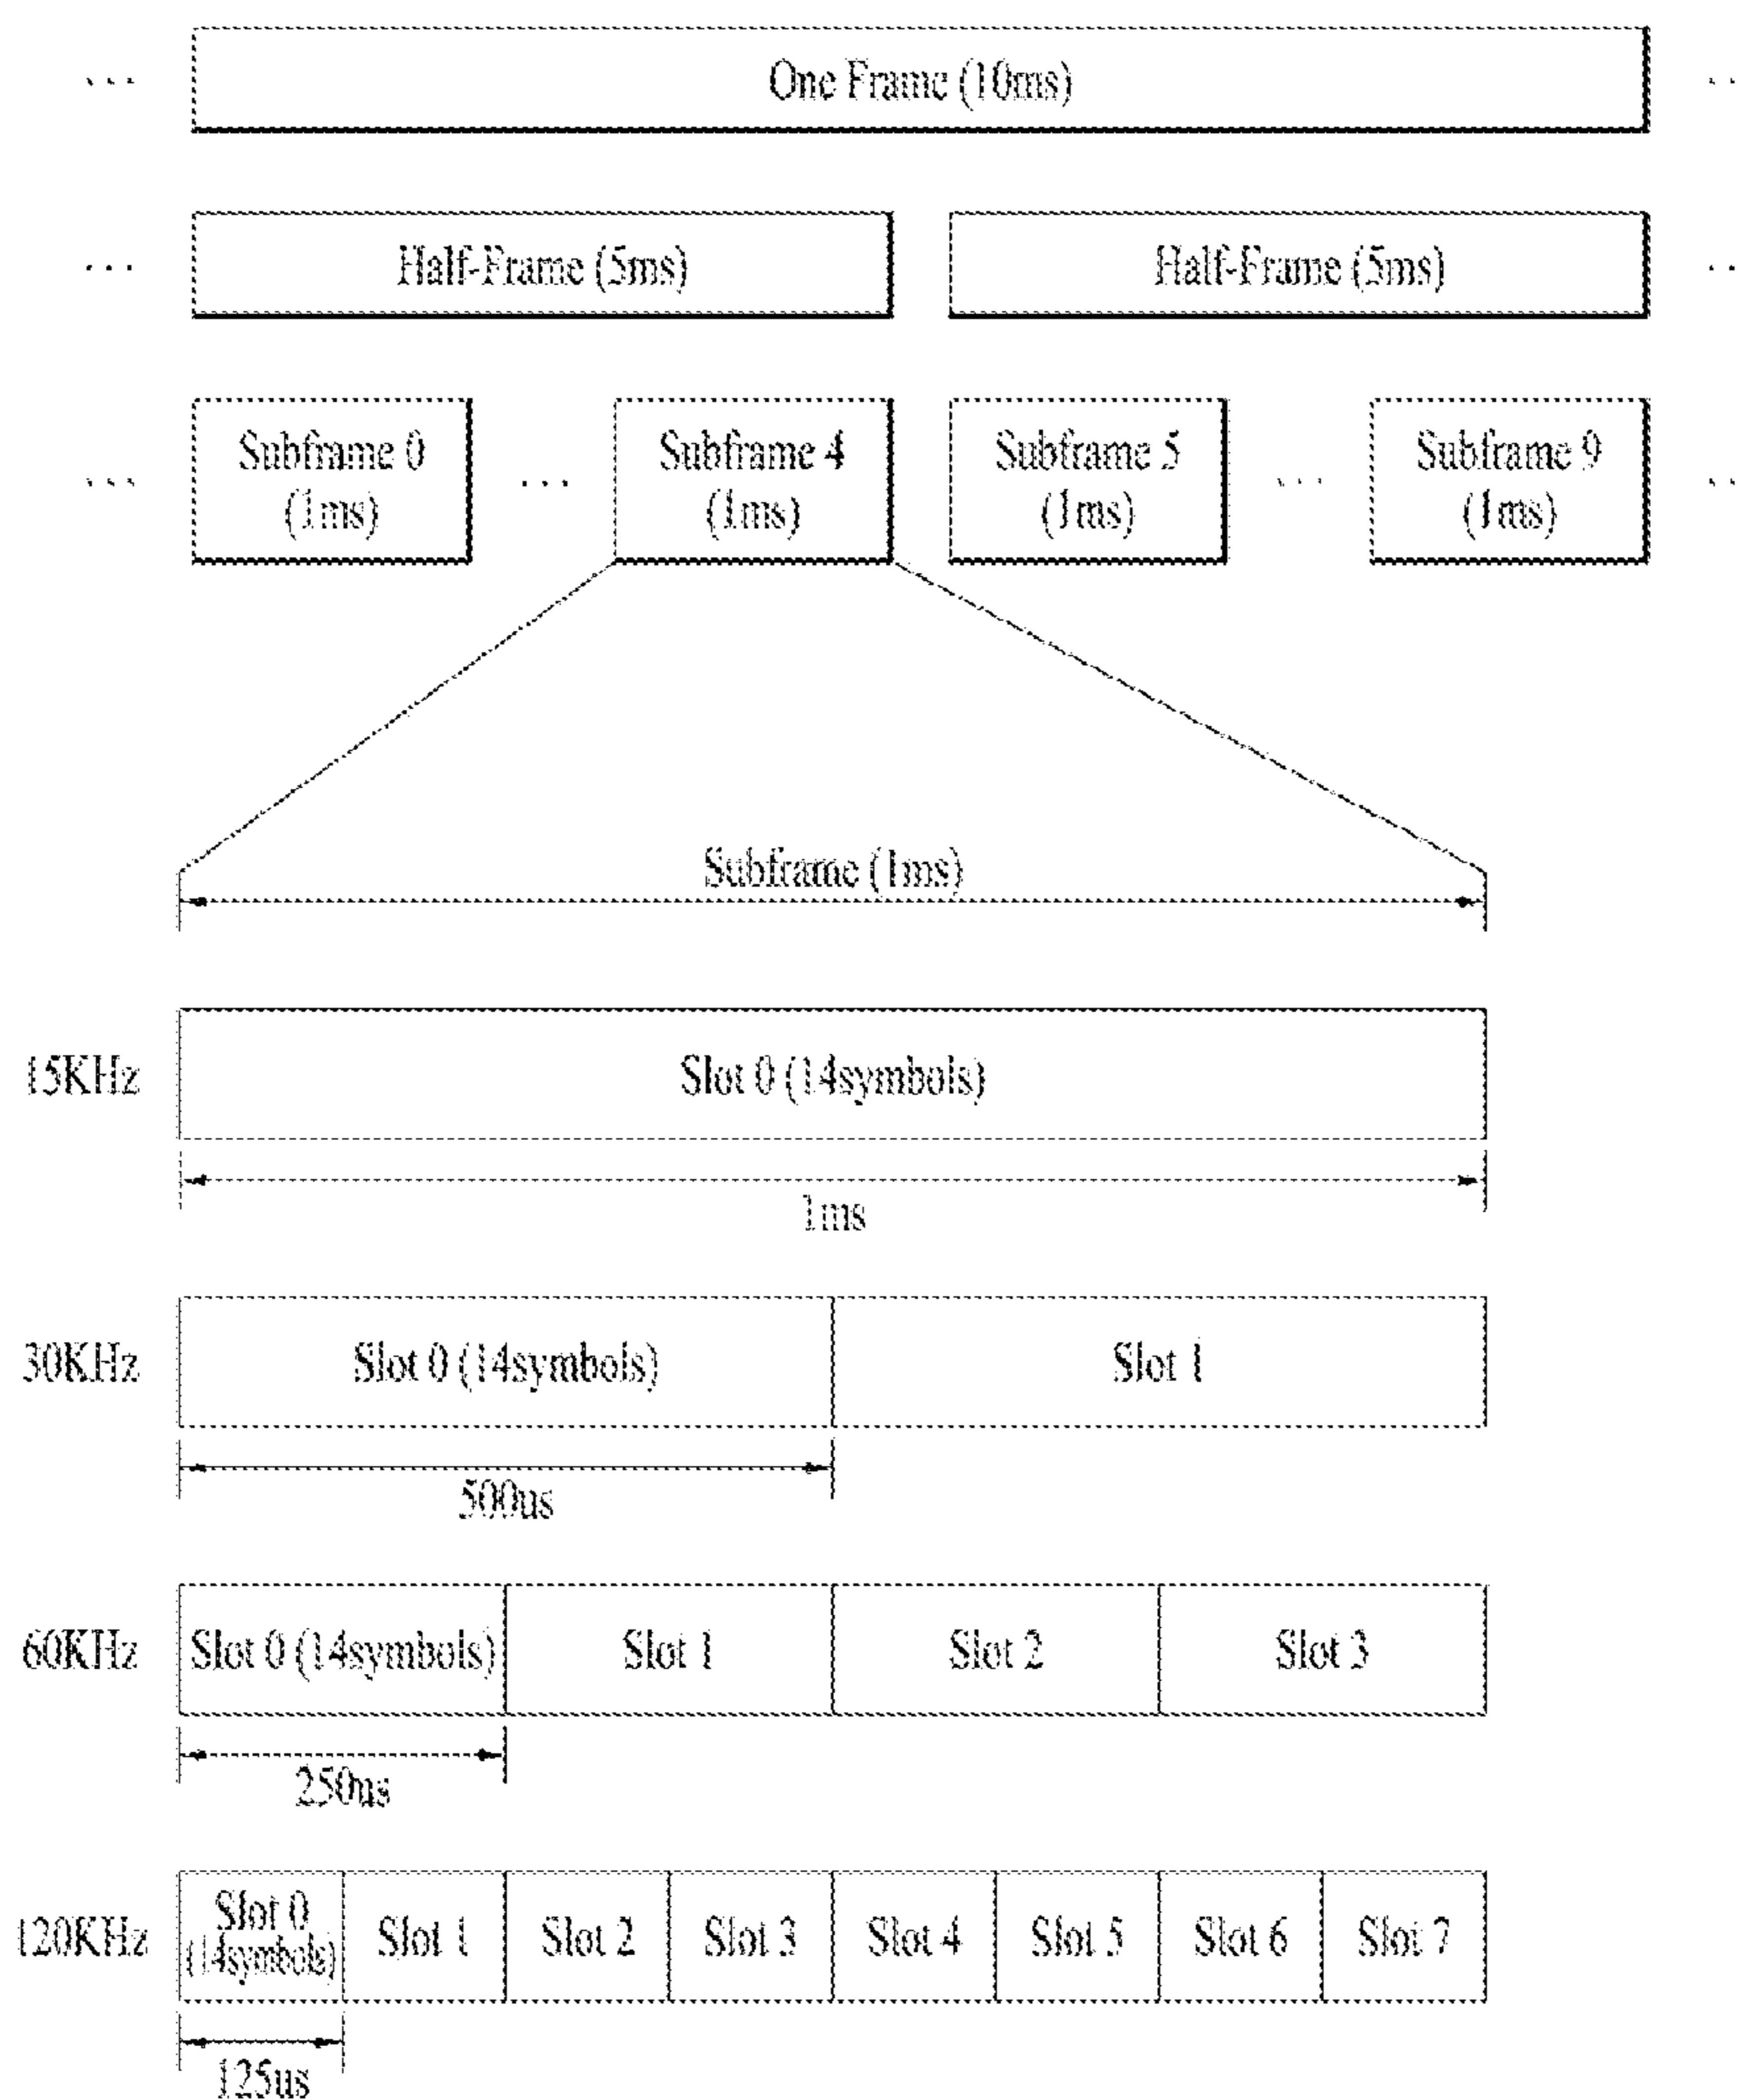 ... One Frame (10ms) ..
... Half-Frame (5ms) Half-Frame (5ms) ..
Subframe 0 Subframe 4 Subframe 5 Subframe 9
... (1ms) ... (1ms) (1ms) ... (1ms) ..
Subframe (1ms)
15KHz Slot 0 (14symbols)
1ms
30KHz Slot 0 (14symbols) Slot 1
500us
60KHz Slot 0 (14symbols) Slot 1 Slot 2 Slot 3
250us
120KHz Slot 0 (14symbols) Slot 1 Slot 2 Slot 3 Slot 4 Slot 5 Slot 6 Slot 7
125us